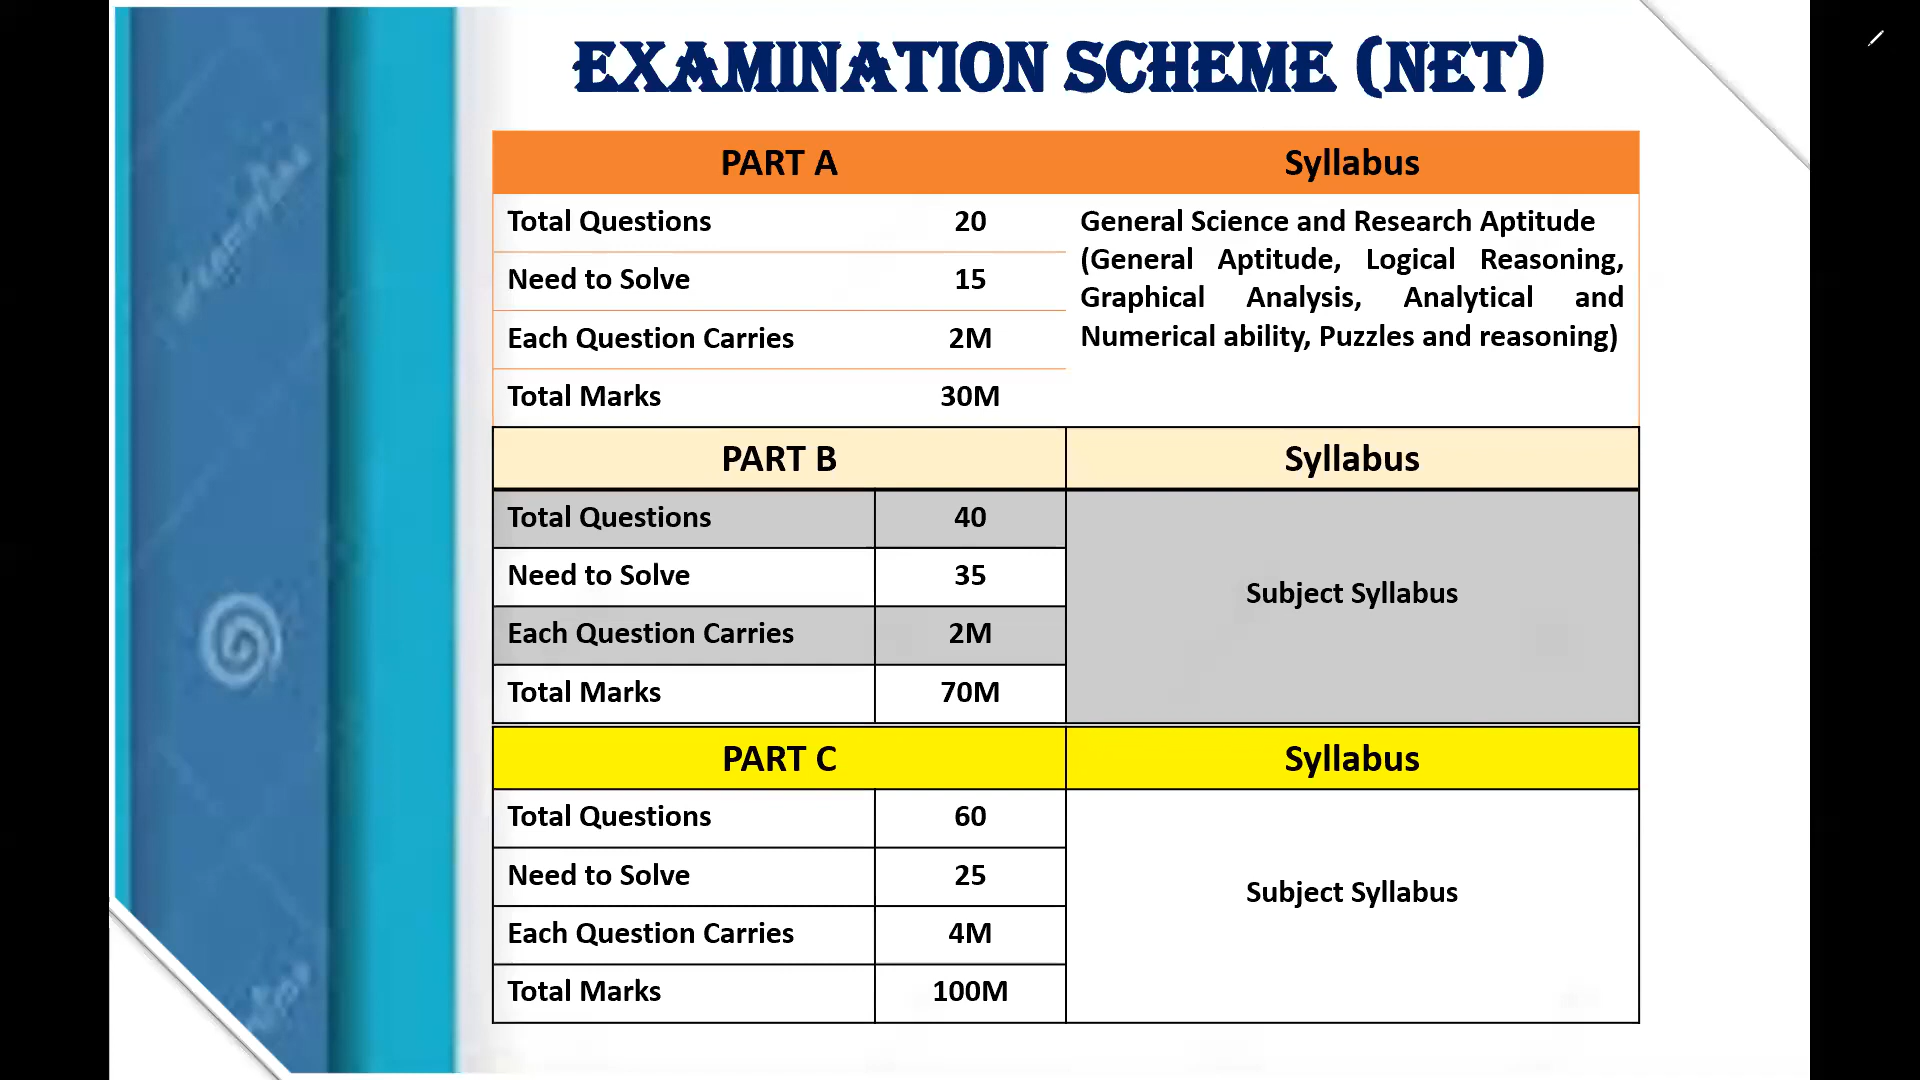 EXAMINATION SCHEME (NET)
PART A Syllabus
Total Questions 20 General Science and Research Aptitude
(General Aptitude, Logical Reasoning,
Need to Solve 15
Graphical Analysis, Analytical and
Each Question Carries 2M Numerical ability, Puzzles and reasoning)
Total Marks 30M
PART B Syllabus
Total Questions 40
Need to Solve 35
Subject Syllabus
Each Question Carries 2M
Total Marks 70M
PART C Syllabus
Total Questions 60
Need to Solve 25
Subject Syllabus
Each Question Carries 4M
Total Marks 100M